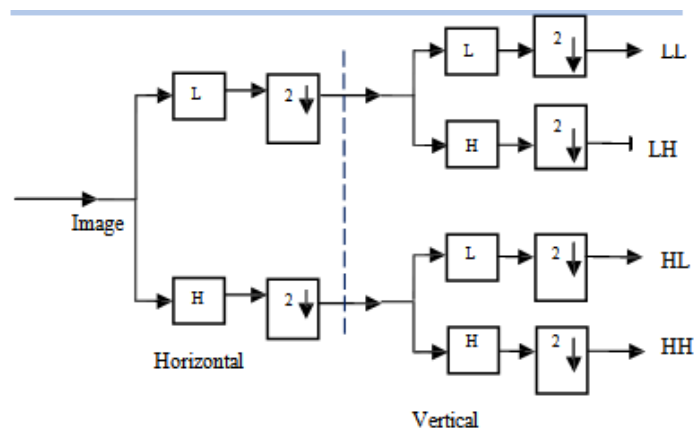 L 2 LL
L 2
H 2 LH
Image
L 2 HL
H 2
H 2 HH
Horizontal
Vertical